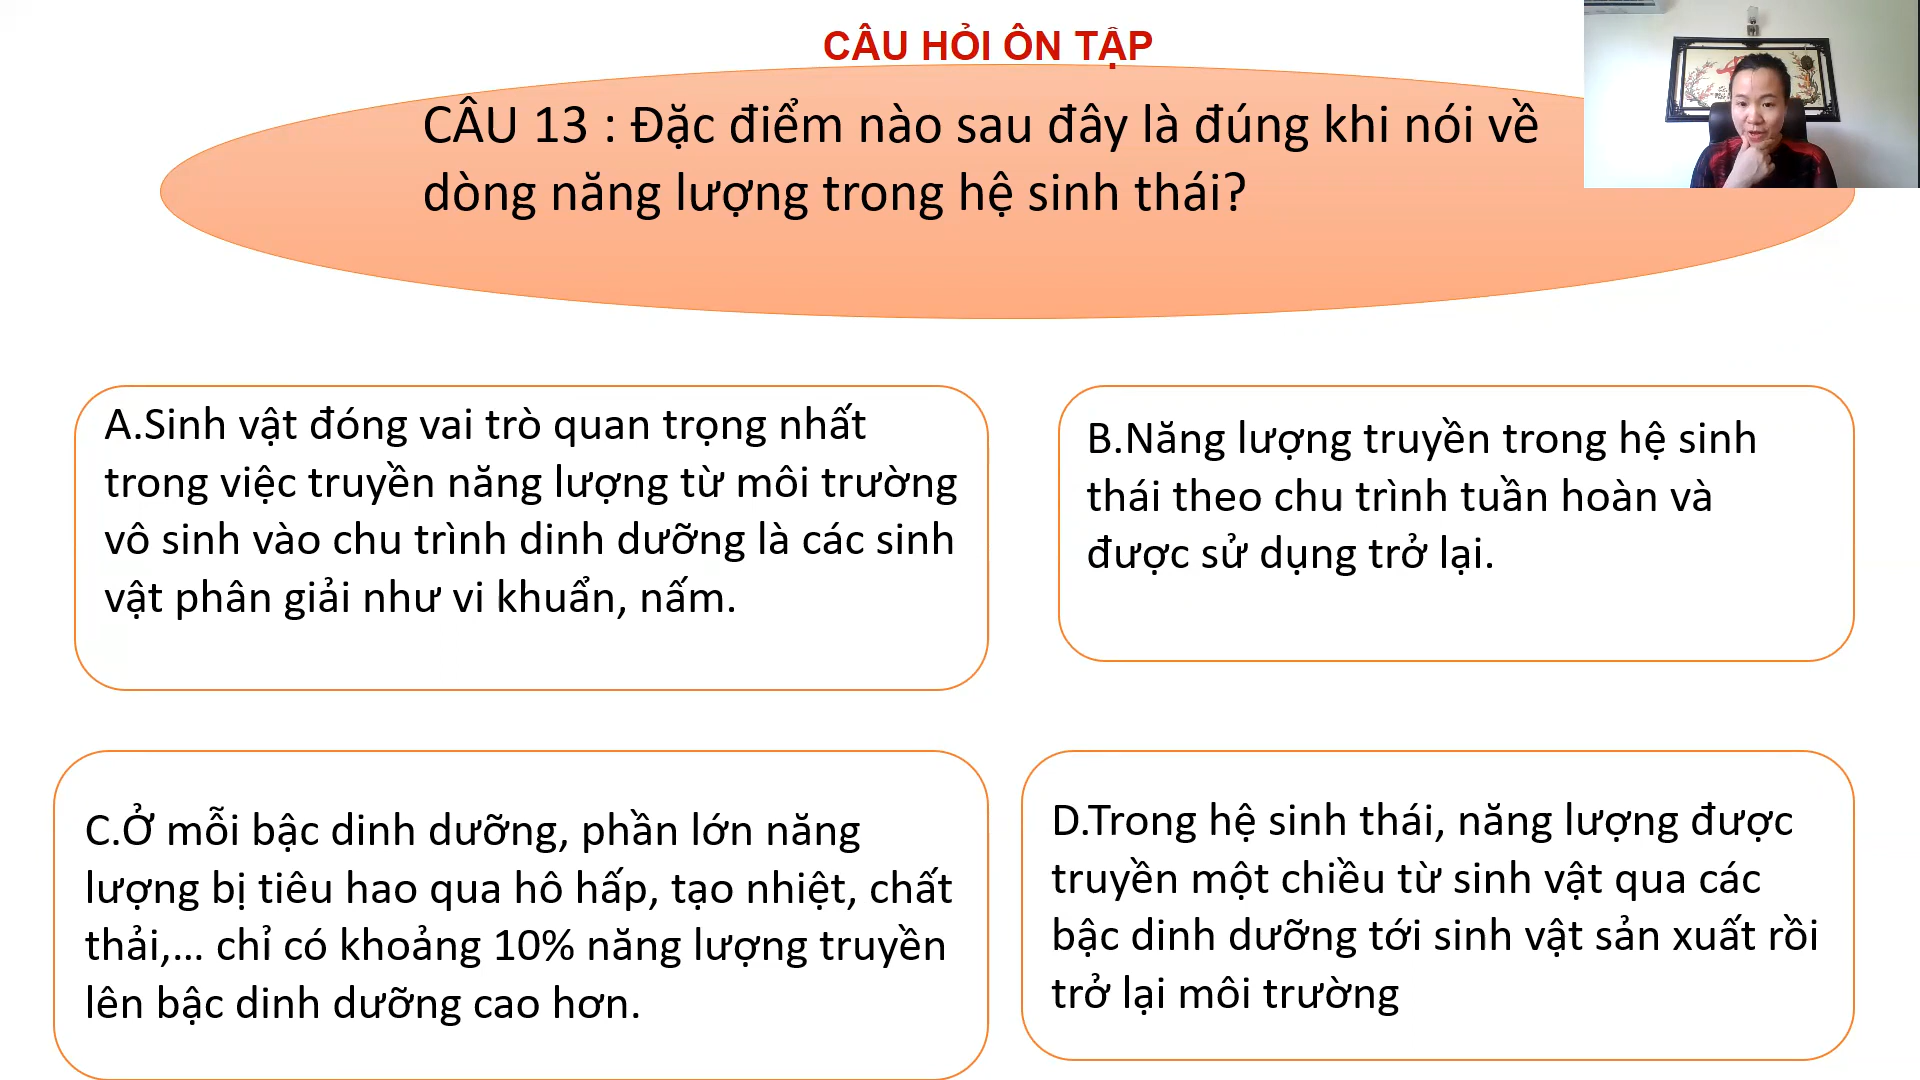 CÂU HỎI ÔN TẬP
CÂU 13 : Đặc điểm nào sau đây là đúng khi nói về
dòng năng lượng trong hệ sinh thái?
A.Sinh vật đóng vai trò quan trọng nhất
trong việc truyền năng lượng từ môi trường
vô sinh vào chu trình dinh dưỡng là các sinh
vật phân giải như vi khuẩn, nấm.
B.Năng lượng truyền trong hệ sinh
thái theo chu trình tuần hoàn và
được sử dụng trở lại.
C.Ở mỗi bậc dinh dưỡng, phần lớn năng
lượng bị tiêu hao qua hô hấp, tạo nhiệt, chất
thải,... chỉ có khoảng 10% năng lượng truyền
lên bậc dinh dưỡng cao hơn.
D.Trong hệ sinh thái, năng lượng được
truyền một chiều từ sinh vật qua các
bậc dinh dưỡng tới sinh vật sản xuất rồi
trở lại môi trường